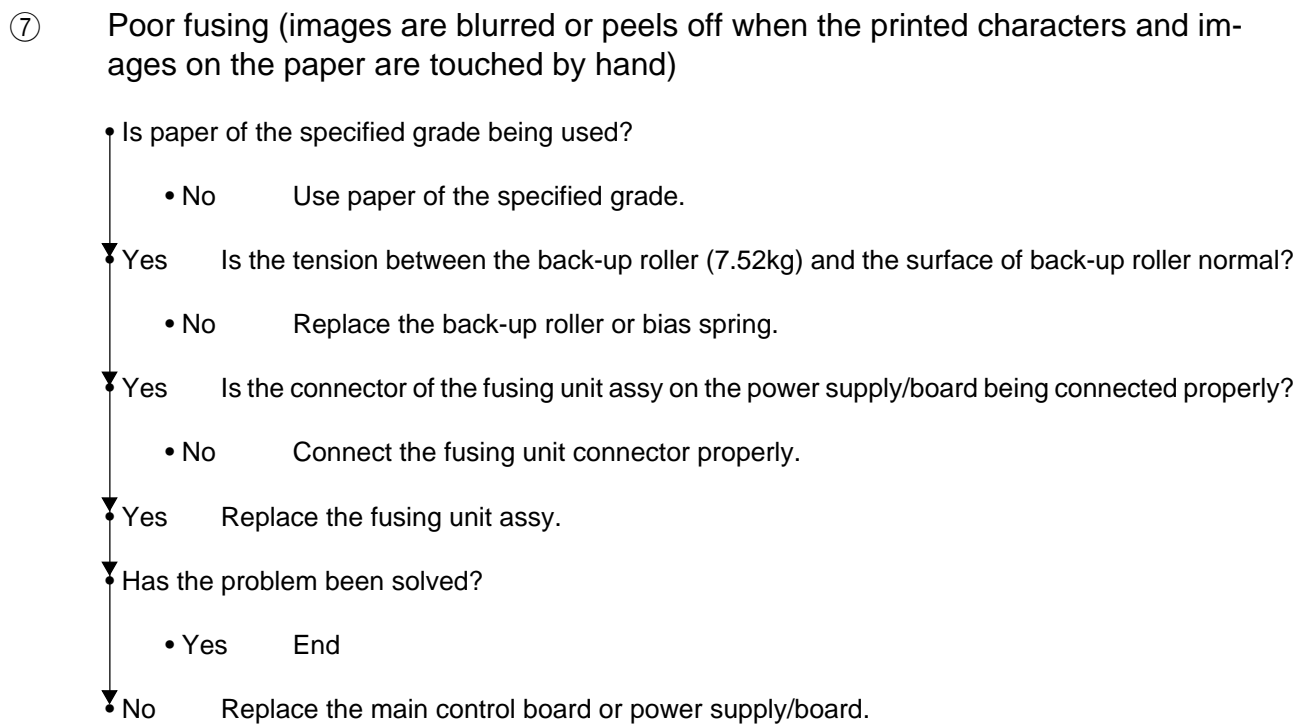 ⑦ Poor fusing (images are blurred or peels off when the printed characters and im-
ages on the paper are touched by hand)
• Is paper of the specified grade being used?
• No Use paper of the specified grade.
• Yes Is the tension between the back-up roller (7.52kg) and the surface of back-up roller normal?
• No Replace the back-up roller or bias spring.
• Yes Is the connector of the fusing unit assy on the power supply/board being connected properly?
• No Connect the fusing unit connector properly.
• Yes Replace the fusing unit assy.
• Has the problem been solved?
• Yes End
• No Replace the main control board or power supply/board.